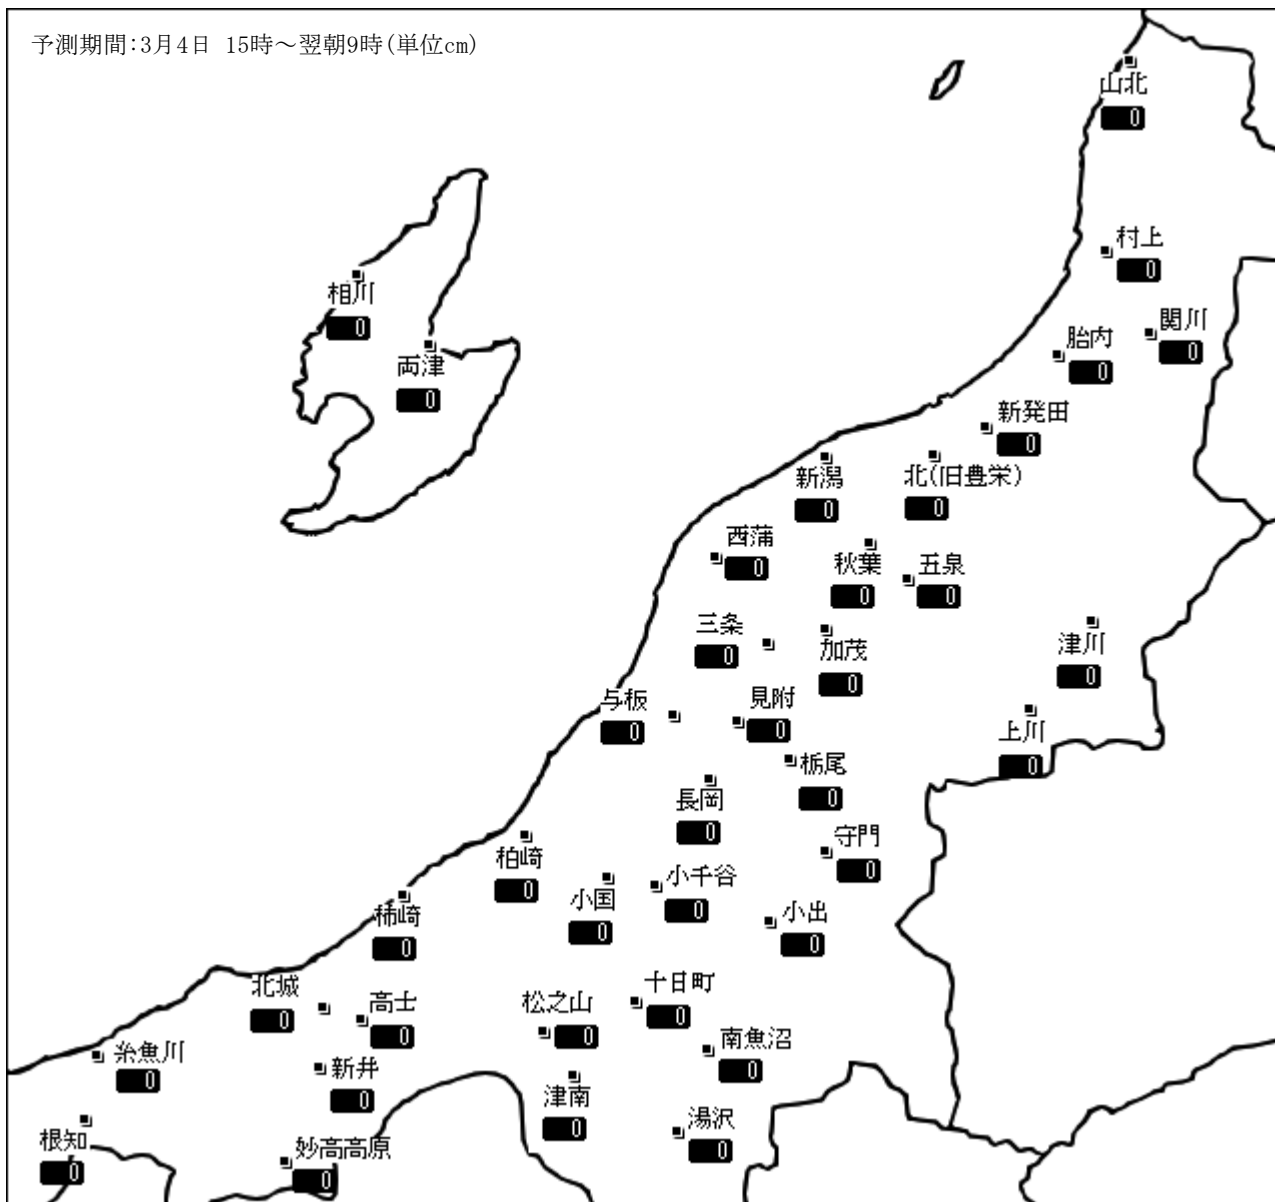 予測期間:3月4日 15時～翌朝9時(単位cm)
山北
0
村上
0
相川
0
関川
0
胎内
0
両津
0
新発田
0
新潟
0
北(旧豊栄)
0
西蒲
0
秋葉
0
五泉
0
三条
0
加茂
0
津川
0
与板
0
見附
0
上川
0
栃尾
0
長岡
0
守門
0
柏崎
0
小千谷
0
小国
0
小出
0
柿崎
0
北城
0
高士
0
松之山
0
十日町
0
南魚沼
0
糸魚川
0
新井
0
津南
0
湯沢
0
根知
0
妙高高原
0